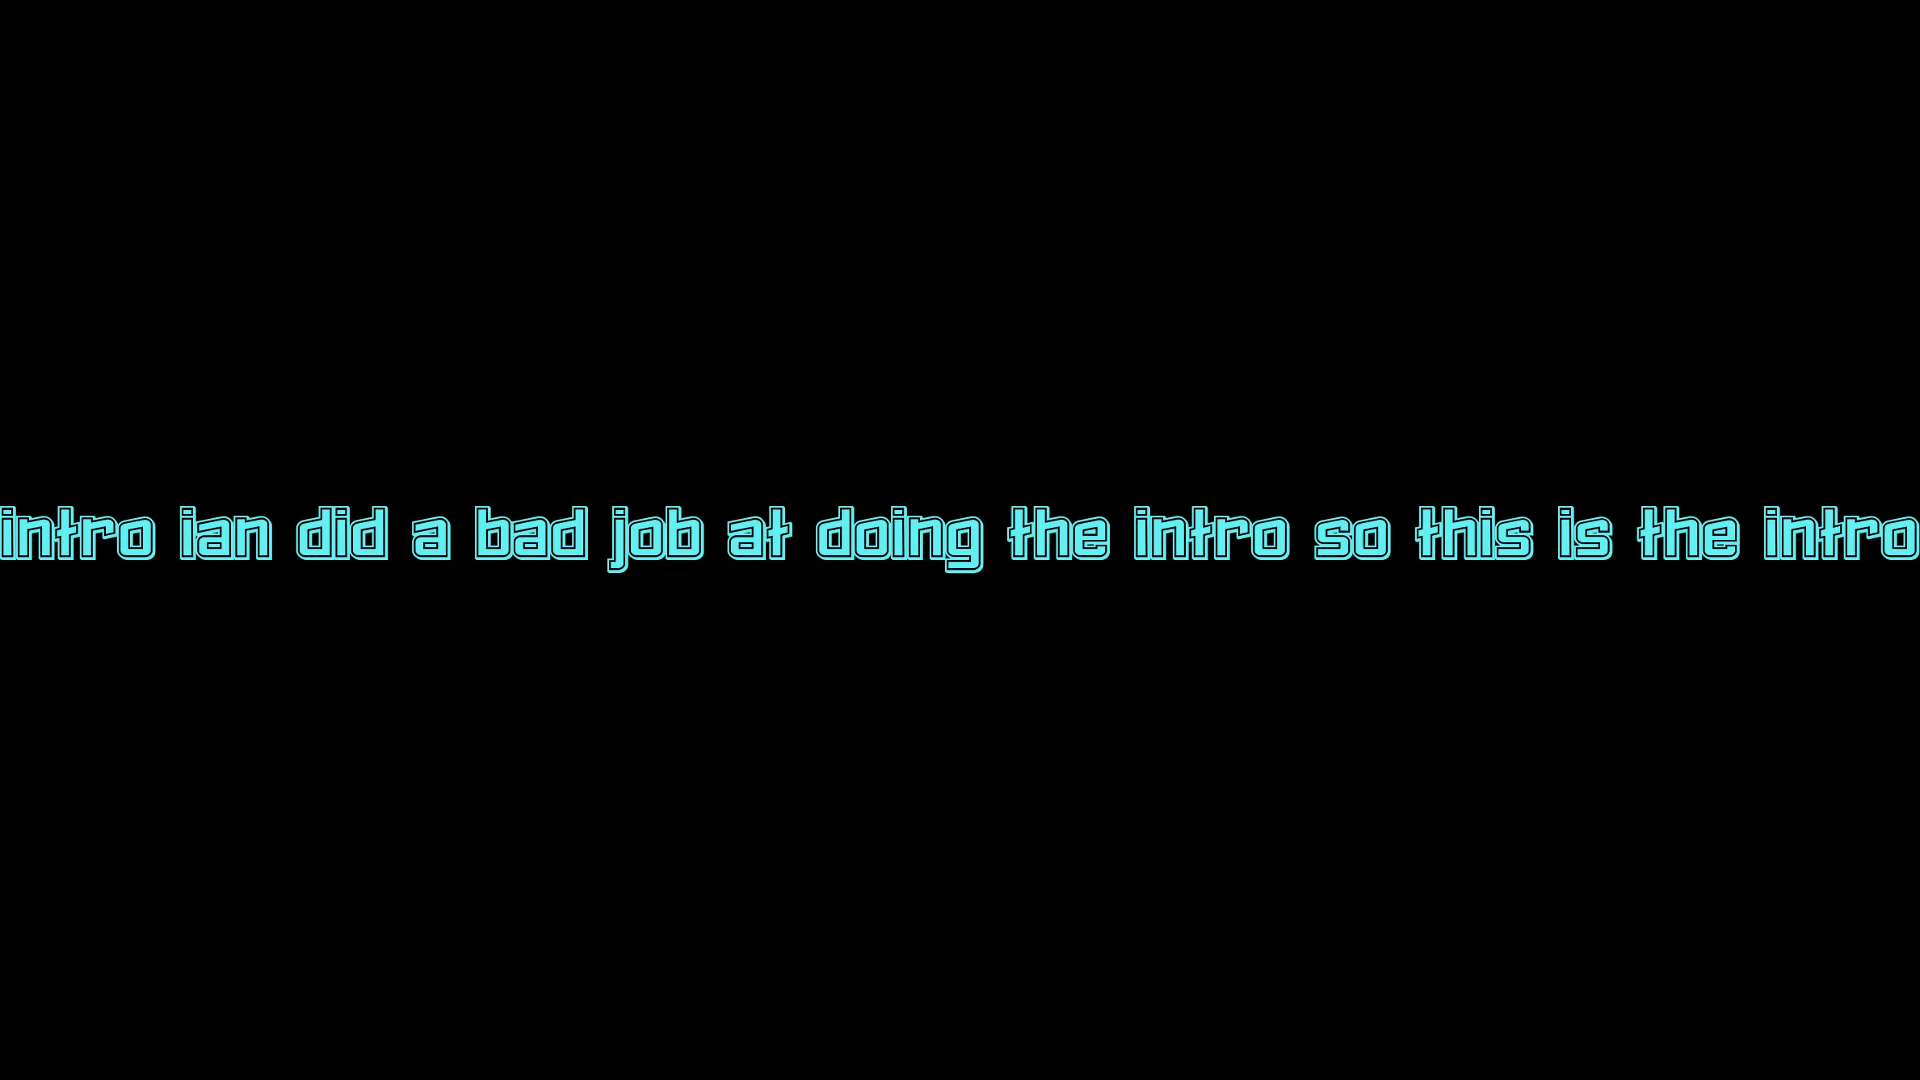 intro ian did a bad job at doing the intro so this is the intro